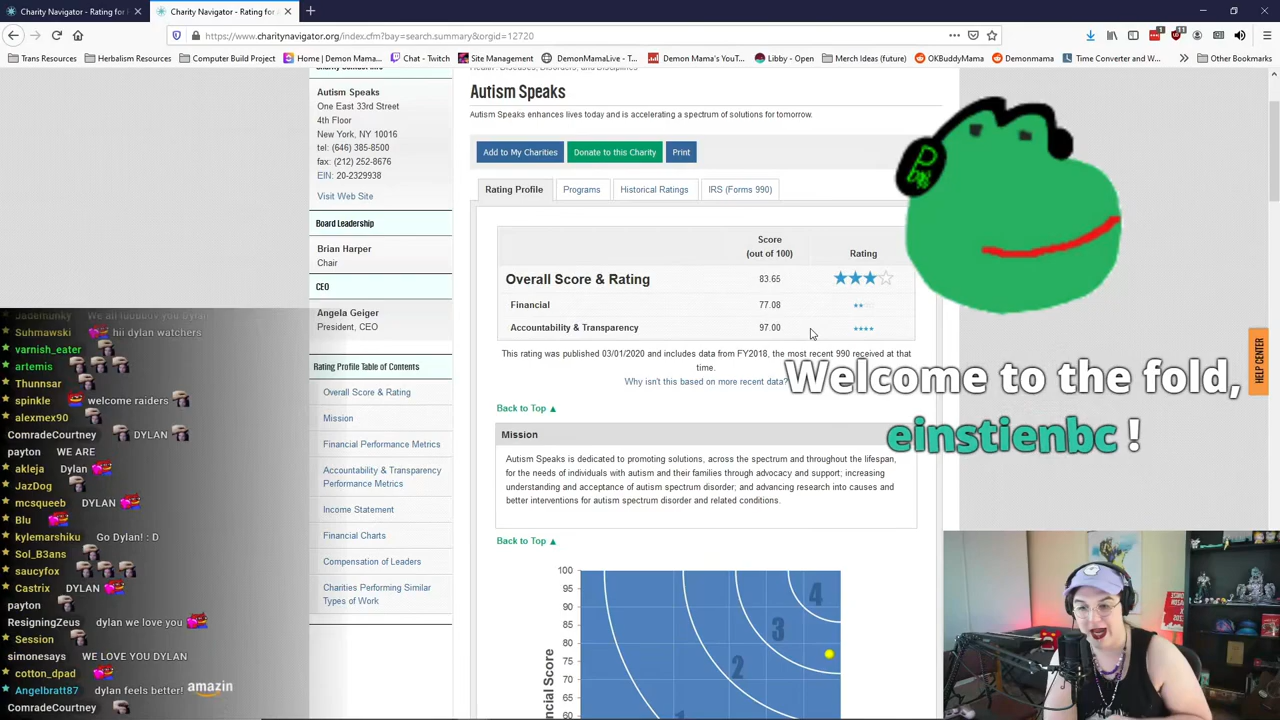 Charity Navigator - Rating for
Charity Navigator - Rating for A
https://www.charitynavigator.org/index.cfm?bay=search.summary&orgid=12720
Trans Resources
Herbalism Resources
Computer Build Project
Home | Demon Mama...
Chat - Twitch
Site Management
DemonMamaLive - T...
Demon Mama's YouT...
Libby - Open
Merch Ideas (future)
OKBuddyMama
Demonmama
Time Converter and W...
Other Bookmarks
Autism Speaks
One East 33rd Street
4th Floor
New York, NY 10016
tel: (646) 385-8500
fax: (212) 252-8676
EIN: 20-2329938
Visit Web Site
Board Leadership
Brian Harper
Chair
CEO
Angela Geiger
President, CEO
Rating Profile Table of Contents
Overall Score & Rating
Mission
Financial Performance Metrics
Accountability & Transparency
Performance Metrics
Income Statement
Financial Charts
Compensation of Leaders
Charities Performing Similar
Types of Work
Autism Speaks
Autism Speaks enhances lives today and is accelerating a spectrum of solutions for tomorrow.
Add to My Charities
Donate to this Charity
Print
Rating Profile
Programs
Historical Ratings
IRS (Forms 990)
Score
(out of 100)
Rating
Overall Score & Rating 83.65
Financial 77.08
Accountability & Transparency 97.00
This rating was published 03/01/2020 and includes data from FY2018, the most recent 990 received at that
time.
Why isn't this based on more recent data?
Back to Top ▲
Mission
Autism Speaks is dedicated to promoting solutions, across the spectrum and throughout the lifespan,
for the needs of individuals with autism and their families through advocacy and support; increasing
understanding and acceptance of autism spectrum disorder; and advancing research into causes and
better interventions for autism spectrum disorder and related conditions.
Back to Top ▲
100
95
90
85
80
75
70
65
60
4
3
2
1
HELP CENTER
Welcome to the fold,
einstienbc !
Suhmawski hii dylan watchers
varnish_eater
artemis
Thunnsar
spinkle welcome raiders
alexmex90
ComradeCourtney DYLAN
payton WE ARE
akleja Dylan
JazDog
mcsqueeb DYLAN
Blu
kylemarshiku Go Dylan! : D
Sol_B3ans
saucyfox
Castrix DYLAN
payton
ResigningZeus dylan we love you
Session
simonesays WE LOVE YOU DYLAN
cotton_dpad
Angelbratt87 dylan feels better! amazin
ComradeCourtney